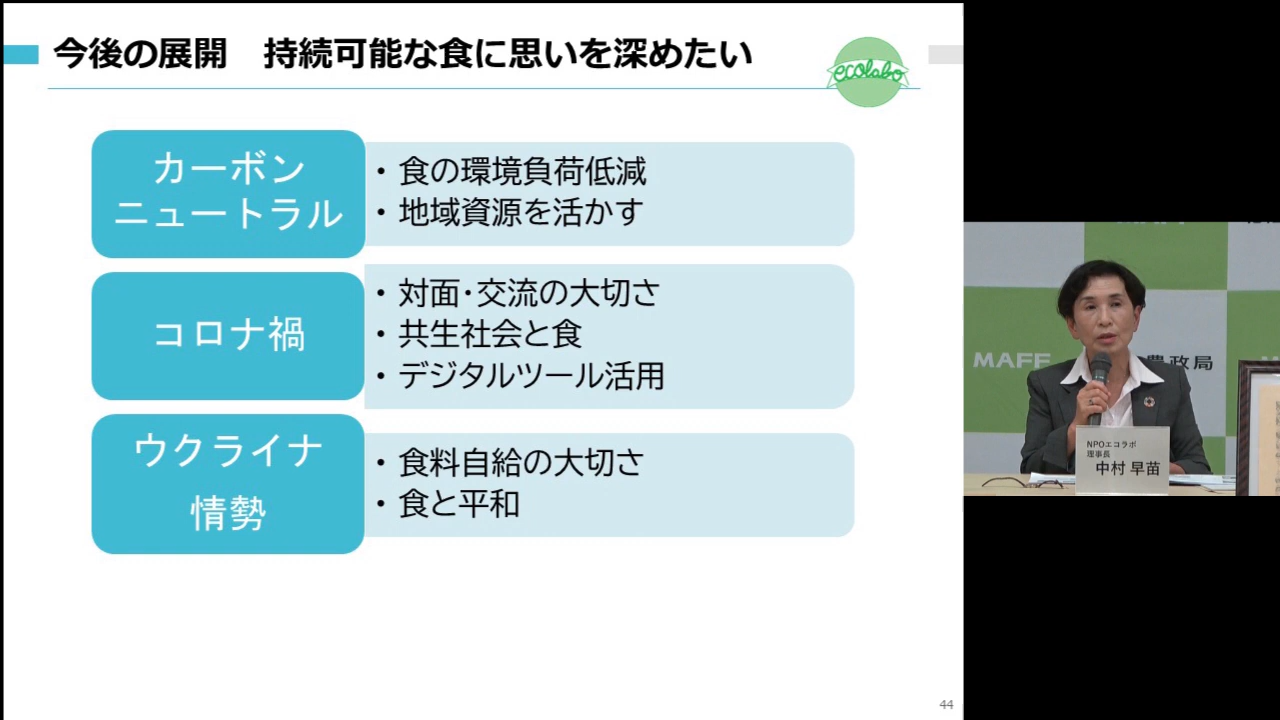 今後の展開　持続可能な食に思いを深めたい
ecolabo
カーボン
ニュートラル
・食の環境負荷低減
・地域資源を活かす
コロナ禍
・対面・交流の大切さ
・共生社会と食
・デジタルツール活用
ウクライナ
情勢
・食料自給の大切さ
・食と平和
MAFF
農政局
NPOエコラボ
理事長
中村 早苗
44